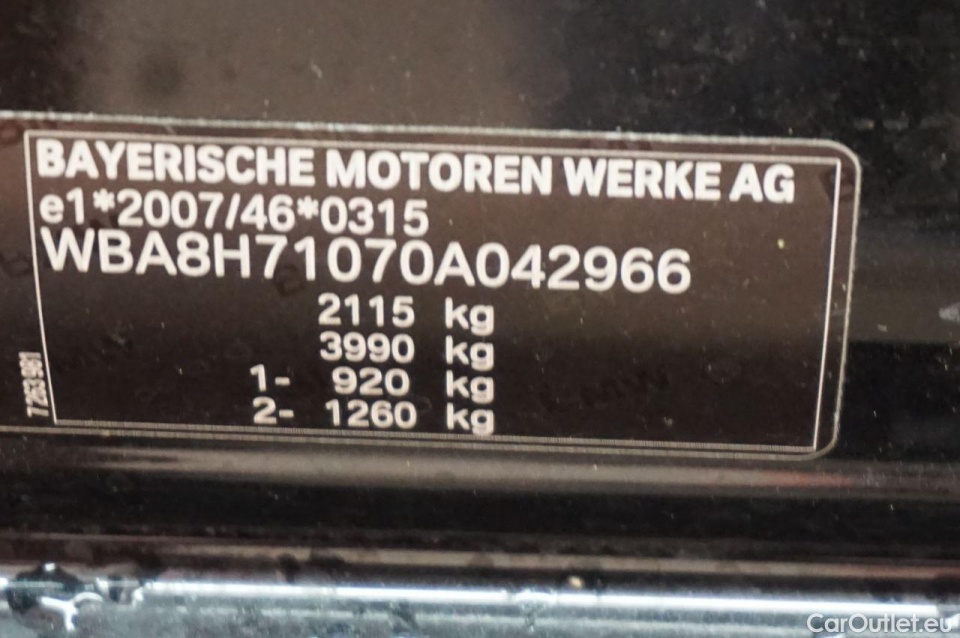 BAYERISCHE MOTOREN WERKE AG
e1*2007/46*0315
WBA8H71070A042966
2115 kg
3990 kg
1- 920 kg
2- 1260 kg
7263981
CarOutlet.eu